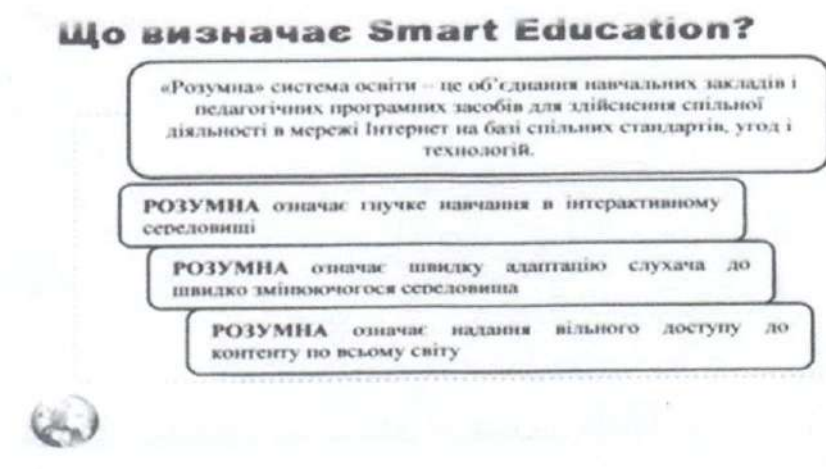 Що визначає Smart Education?
«Розумна» система освіти – це об’єднання навчальних закладів і
педагогічних програмних засобів для здійснення спільної
діяльності в мережі Інтернет на базі спільних стандартів, угод і
технологій.
РОЗУМНА означає гнучке навчання в інтерактивному
середовищі
РОЗУМНА означає швидку адаптацію слухача до
швидко змінюючогося середовища
РОЗУМНА означає надання вільного доступу до
контенту по всьому світу